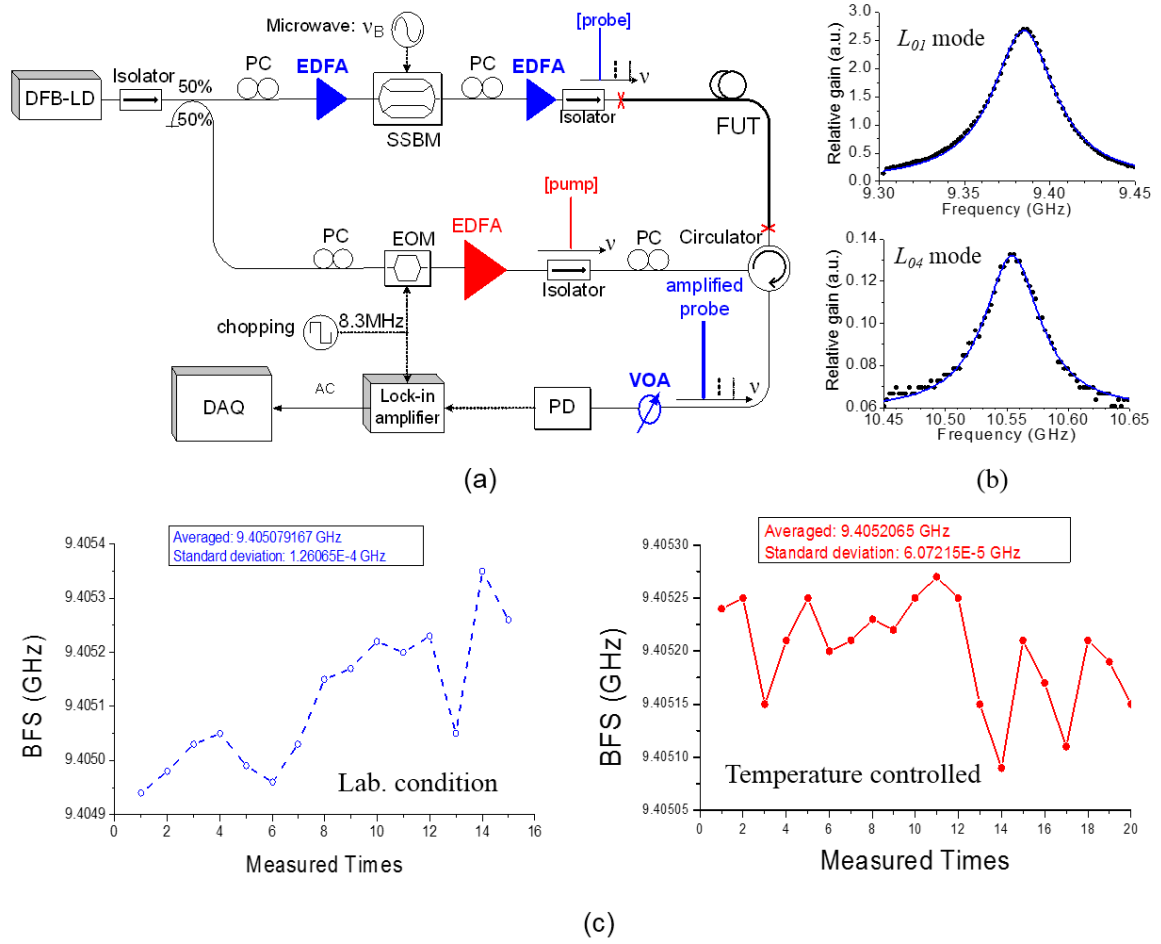 Microwave: νB
[probe]
PC
EDFA
PC
EDFA
ν
Isolator
50%
DFB-LD
50%
SSBM
Isolator
FUT
[pump]
EDFA
PC
EOM
ν
PC
Circulator
Isolator
amplified
probe
chopping
8.3MHz
AC
VOA
ν
DAQ
Lock-in
amplifier
PD
(a)
3.0
2.5
2.0
1.5
1.0
0.5
0.0
Relative gain (a.u.)
L01 mode
9.30
9.35
9.40
9.45
Frequency (GHz)
0.14
0.12
0.10
0.08
0.06
Relative gain (a.u.)
L04 mode
10.45
10.50
10.55
10.60
10.65
Frequency (GHz)
(b)
Averaged: 9.405079167 GHz
Standard deviation: 1.26065E-4 GHz
9.4054
9.4053
9.4052
9.4051
9.4050
9.4049
BFS (GHz)
Lab. condition
0 2 4 6 8 10 12 14 16
Measured Times
Averaged: 9.4052065 GHz
Standard deviation: 6.07215E-5 GHz
9.40530
9.40525
9.40520
9.40515
9.40510
9.40505
BFS (GHz)
Temperature controlled
0 2 4 6 8 10 12 14 16 18 20
Measured Times
(c)